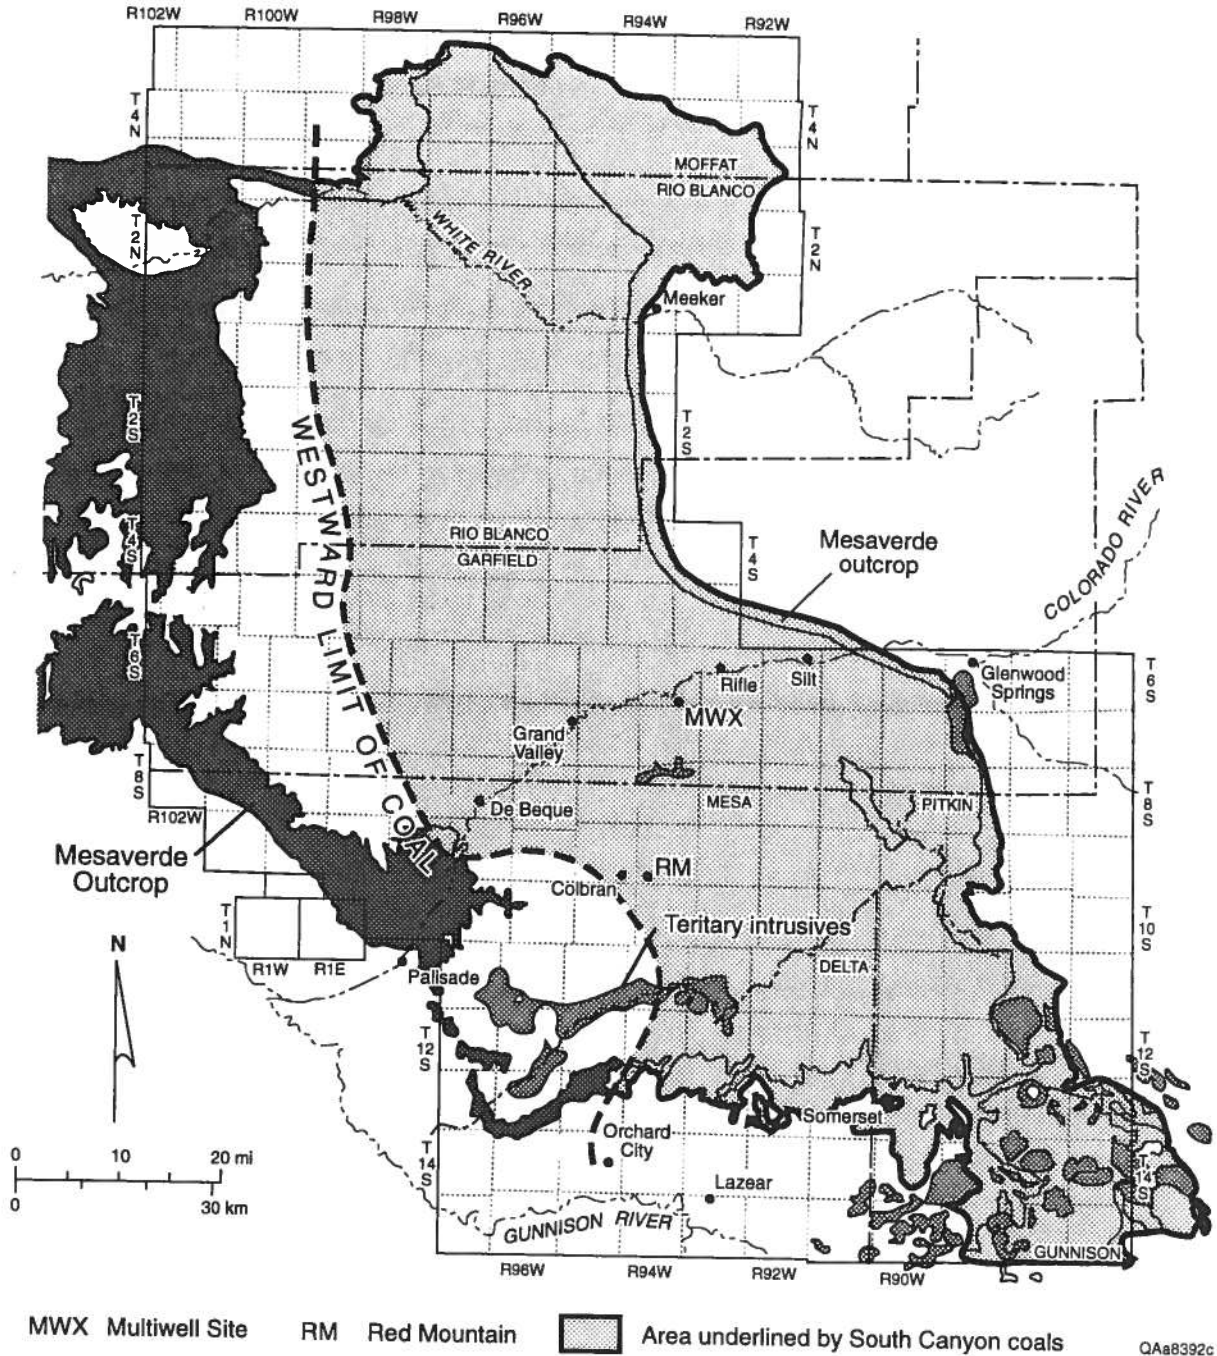 R102W R100W R98W R96W R94W R92W
T
4
N
T
4
N
MOFFAT
RIO BLANCO
T
2
N
T
2
N
WHITE RIVER
Meeker
T
2
S
T
2
S
WESTWARD LIMIT OF COAL
T
4
S
RIO BLANCO
GARFIELD
T
4
S
Mesaverde
outcrop
COLORADO RIVER
T
6
S
Rifle
Silt
Glenwood
Springs
T
6
S
MWX
Grand
Valley
T
8
S
R102W
De Beque
MESA
PITKIN
T
8
S
Mesaverde
Outcrop
Colbran
RM
T
1
N
R1W R1E
Teritary intrusives
T
10
S
N
Palisade
DELTA
T
12
S
T
12
S
Somerset
Orchard
City
T
14
S
T
14
S
Lazear
GUNNISON RIVER
GUNNISON
R96W R94W R92W R90W
0 10 20 mi
0 30 km
MWX Multiwell Site RM Red Mountain Area underlined by South Canyon coals
QAa8392c